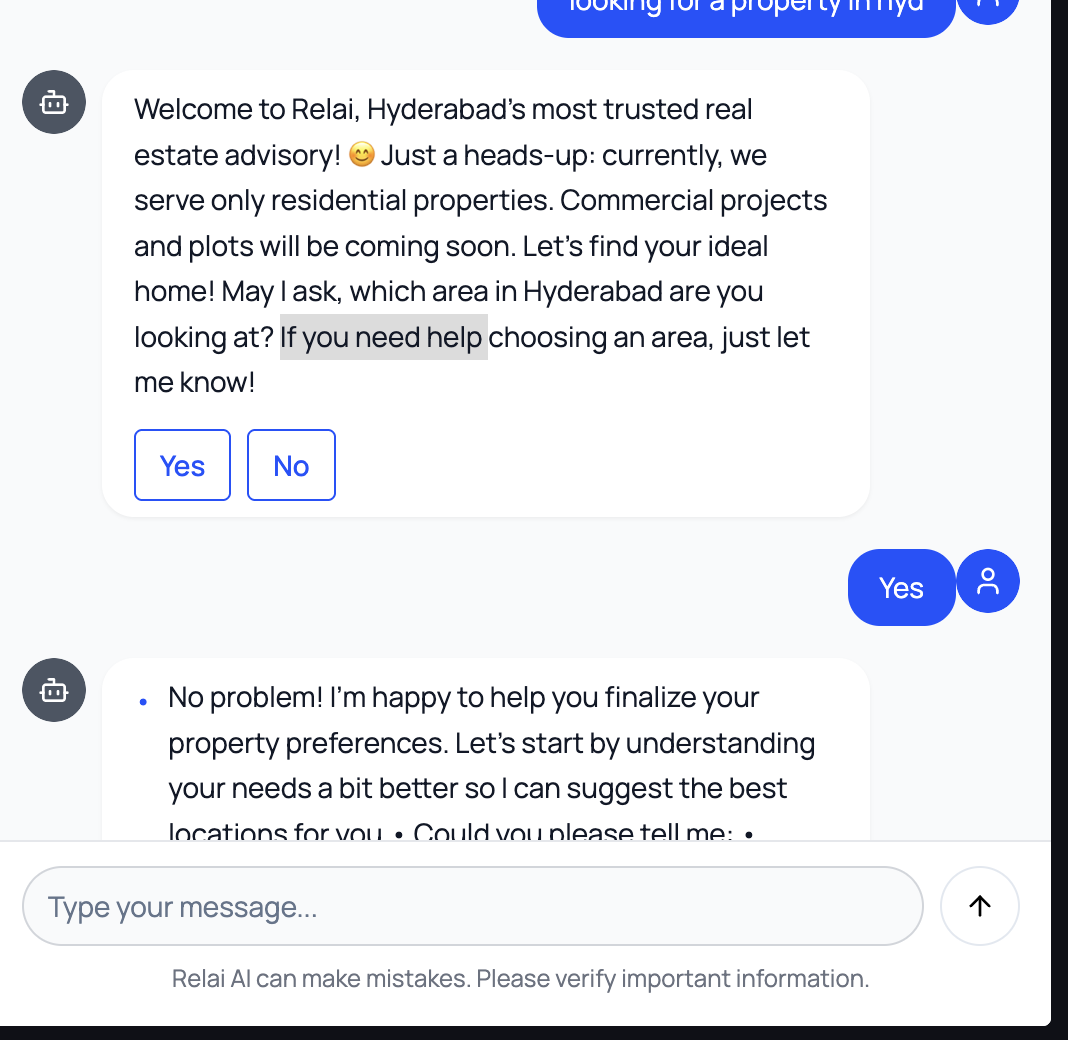 looking for a property in hyd
Welcome to Relai, Hyderabad's most trusted real
estate advisory! 😊 Just a heads-up: currently, we
serve only residential properties. Commercial projects
and plots will be coming soon. Let's find your ideal
home! May I ask, which area in Hyderabad are you
looking at? If you need help choosing an area, just let
me know!
Yes No
Yes
• No problem! I'm happy to help you finalize your
property preferences. Let's start by understanding
your needs a bit better so I can suggest the best
locations for you. • Could you please tell me: •
Type your message...
Relai AI can make mistakes. Please verify important information.